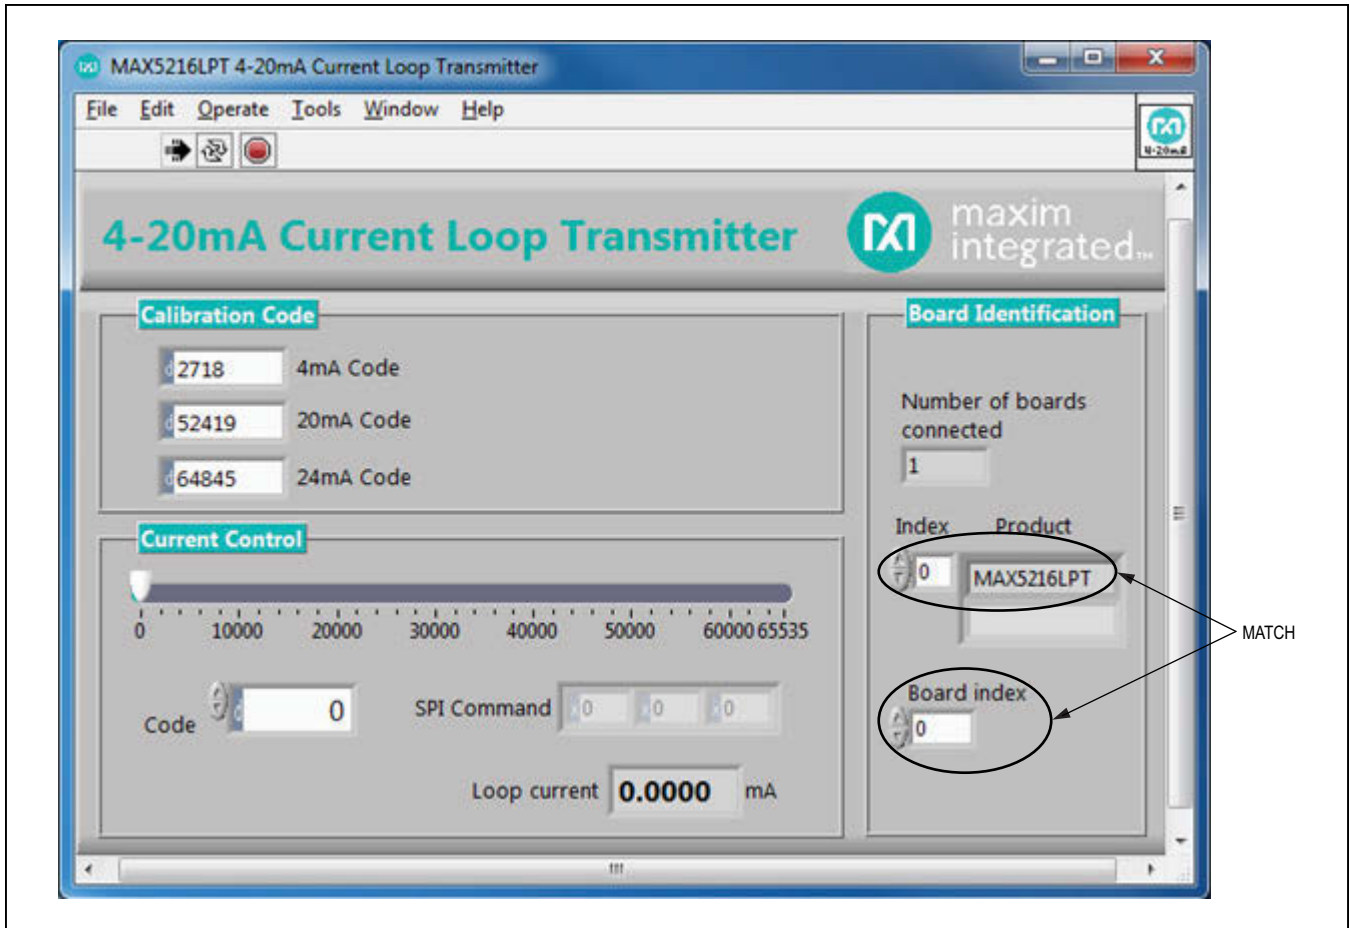 MAX5216LPT 4-20mA Current Loop Transmitter
File Edit Operate Tools Window Help
4-20mA
4-20mA Current Loop Transmitter
maxim
integrated™
Calibration Code
d 2718 4mA Code
d 52419 20mA Code
d 64845 24mA Code
Current Control
0 10000 20000 30000 40000 50000 60000 65535
Code d 0
SPI Command x 0 x 0 x 0
Loop current 0.0000 mA
Board Identification
Number of boards
connected
1
Index Product
0 MAX5216LPT
Board index
0
MATCH